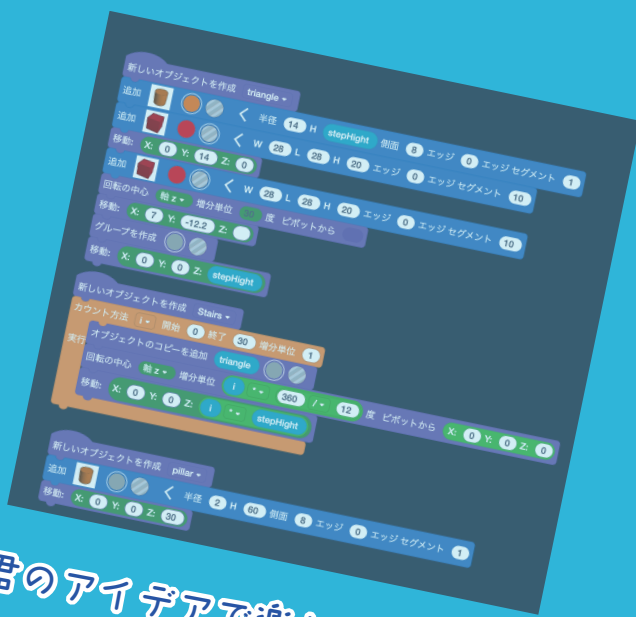 新しいオブジェクトを作成 triangle
追加 半径 14 H stepHight 側面 8 エッジ 0 エッジ セグメント 1
追加 W 28 L 28 H 20 エッジ 0 エッジ セグメント 10
移動: X: 0 Y: 14 Z: 0
追加 W 28 L 28 H 20 エッジ 0 エッジ セグメント 10
回転の中心 軸 z 増分単位 度 ピボットから
移動: X: 7 Y: -12.2 Z:
グループを作成
移動: X: 0 Y: 0 Z: stepHight
新しいオブジェクトを作成 Stairs
カウント方法 i 開始 0 終了 30 増分単位 1
実行 オブジェクトのコピーを追加 triangle
回転の中心 軸 z 増分単位 i * 360 / 12 度 ピボットから X: 0 Y: 0 Z: 0
移動: X: 0 Y: 0 Z: i * stepHight
新しいオブジェクトを作成 pillar
追加 半径 2 H 60 側面 8 エッジ 0 エッジ セグメント 1
移動: X: 0 Y: 0 Z: 30
君のアイデアで